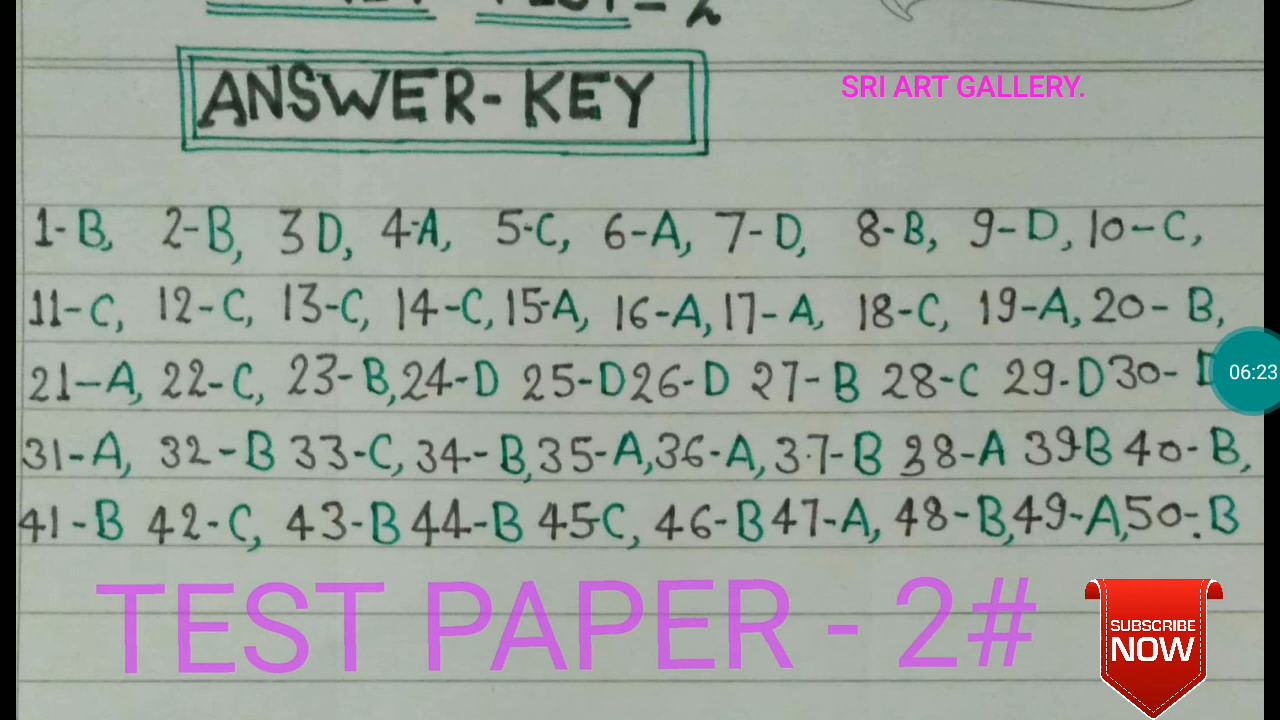 ANSWER-KEY
SRI ART GALLERY.
1-B, 2-B, 3 D, 4-A, 5-C, 6-A, 7-D, 8-B, 9-D, 10-C,
11-C, 12-C, 13-C, 14-C, 15-A, 16-A, 17-A, 18-C, 19-A, 20-B,
21-A, 22-C, 23-B, 24-D 25-D 26-D 27-B 28-C 29-D 30-
06:23
31-A, 32-B 33-C, 34-B, 35-A, 36-A, 37-B 38-A 39-B 40-B,
41-B 42-C, 43-B 44-B 45-C, 46-B 47-A, 48-B, 49-A, 50-B
TEST PAPER - 2#
SUBSCRIBE
NOW